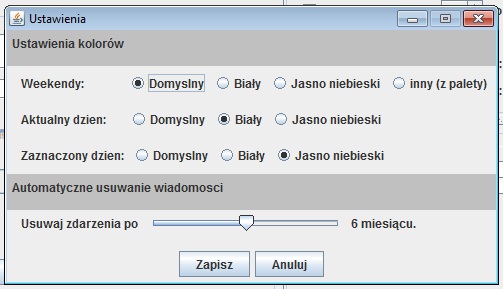 Ustawienia
Ustawienia kolorów
Weekendy: Domyslny Biały Jasno niebieski inny (z palety)
Aktualny dzien: Domyslny Biały Jasno niebieski
Zaznaczony dzien: Domyslny Biały Jasno niebieski
Automatyczne usuwanie wiadomosci
Usuwaj zdarzenia po 6 miesiącu.
Zapisz Anuluj